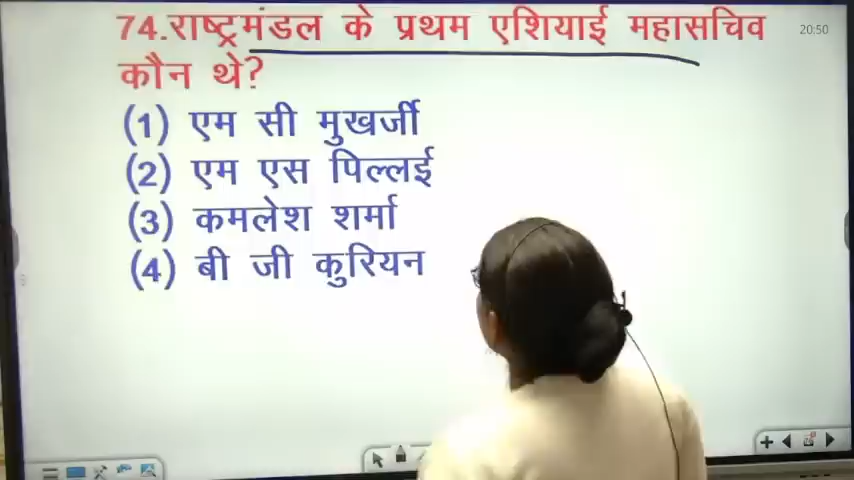 74.राष्ट्रमंडल के प्रथम एशियाई महासचिव
कौन थे?
(1) एम सी मुखर्जी
(2) एम एस पिल्लई
(3) कमलेश शर्मा
(4) बी जी कुरियन
20:50